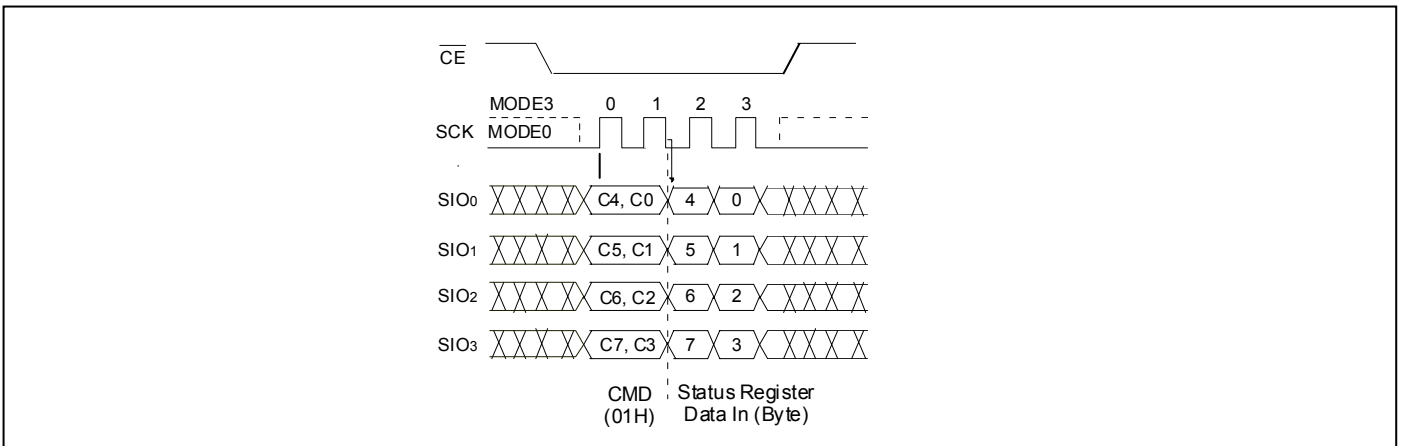 CE
MODE3 0 1 2 3
SCK MODE0
SIO0 C4, C0 4 0
SIO1 C5, C1 5 1
SIO2 C6, C2 6 2
SIO3 C7, C3 7 3
CMD Status Register
(01H) Data In (Byte)